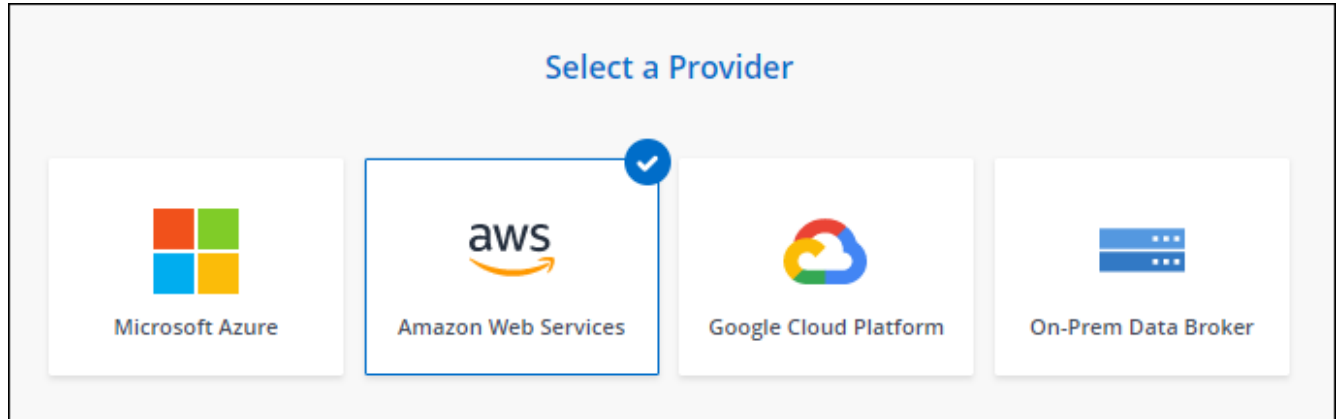 Select a Provider
aws
Microsoft Azure
Amazon Web Services
Google Cloud Platform
On-Prem Data Broker